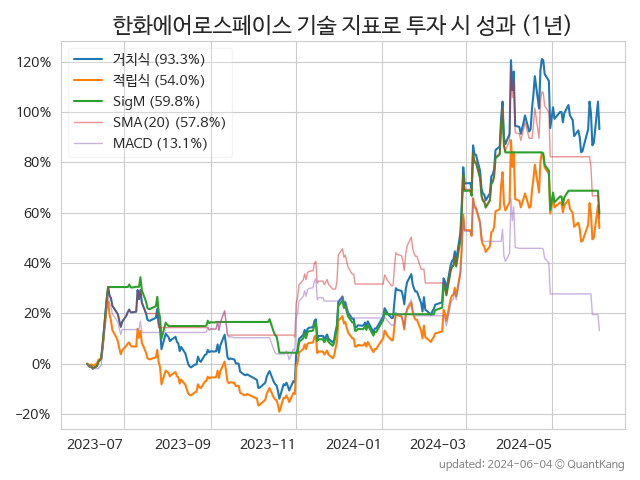 한화에어로스페이스 기술 지표로 투자 시 성과 (1년)
거치식 (93.3%)
적립식 (54.0%)
SigM (59.8%)
SMA(20) (57.8%)
MACD (13.1%)
120%
100%
80%
60%
40%
20%
0%
−20%
2023-07 2023-09 2023-11 2024-01 2024-03 2024-05
updated: 2024-06-04 © QuantKang